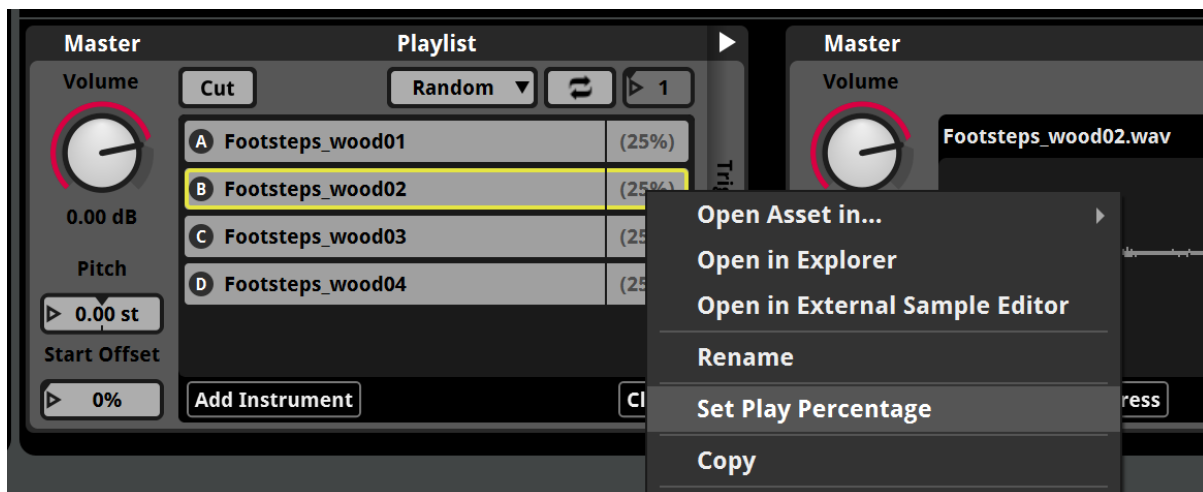 Master
Playlist
Master
Volume
Cut
Random
1
Volume
A Footsteps_wood01 (25%)
Footsteps_wood02.wav
B Footsteps_wood02 (25%)
0.00 dB
C Footsteps_wood03
Pitch
D Footsteps_wood04
0.00 st
Start Offset
0%
Add Instrument
Open Asset in...
Open in Explorer
Open in External Sample Editor
Rename
Set Play Percentage
Copy